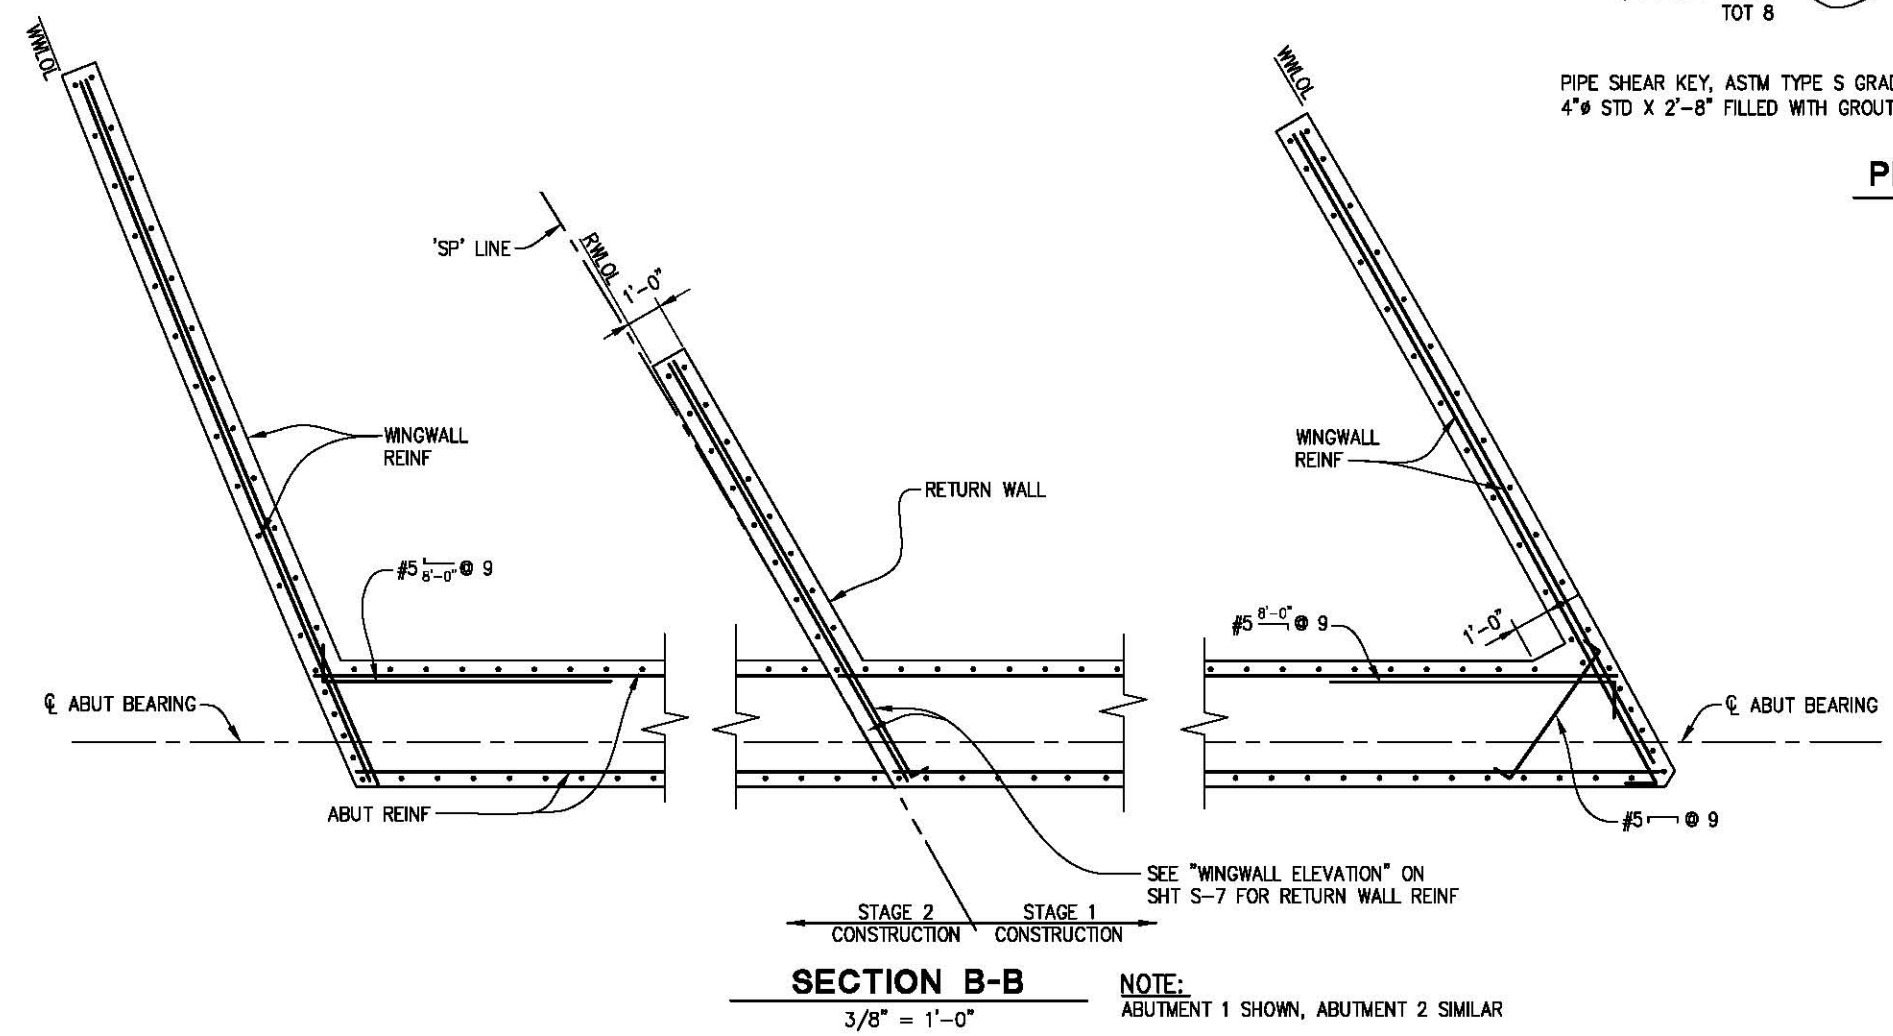 WWLOL
TOT 8
WWLOL
PIPE SHEAR KEY, ASTM TYPE S
4"ø STD X 2'-8" FILLED WITH GROUT
'SP' LINE
RWLOL
1'-0"
WINGWALL
REINF
WINGWALL
REINF
RETURN WALL
#5 8'-0" @ 9
#5 8'-0" @ 9
1'-0"
℄ ABUT BEARING
℄ ABUT BEARING
ABUT REINF
#5 @ 9
SEE "WINGWALL ELEVATION" ON
SHT S-7 FOR RETURN WALL REINF
STAGE 2
CONSTRUCTION
STAGE 1
CONSTRUCTION
SECTION B-B
3/8" = 1'-0"
NOTE:
ABUTMENT 1 SHOWN, ABUTMENT 2 SIMILAR